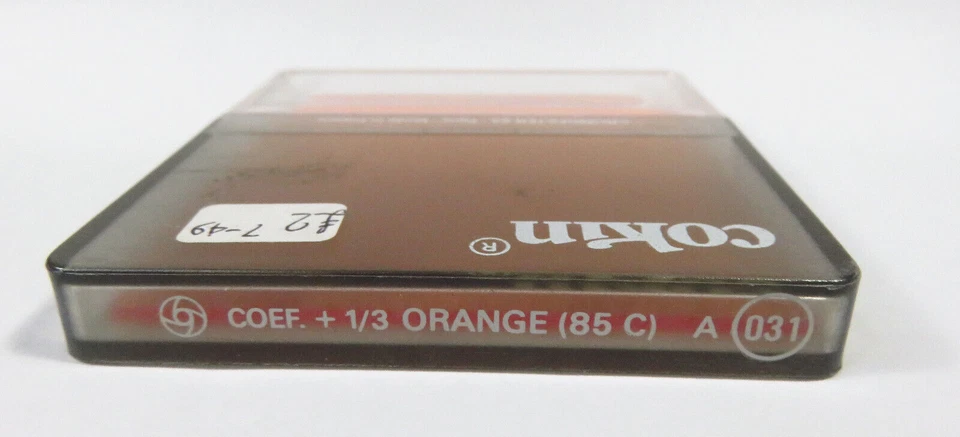 cokin ®
£2
7-49
COEF. + 1/3 ORANGE (85 C) A 031